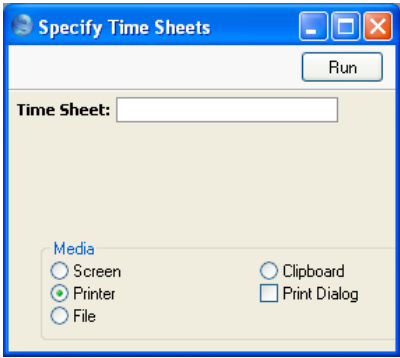 Specify Time Sheets
Run
Time Sheet:
Media
Screen Clipboard
Printer Print Dialog
File